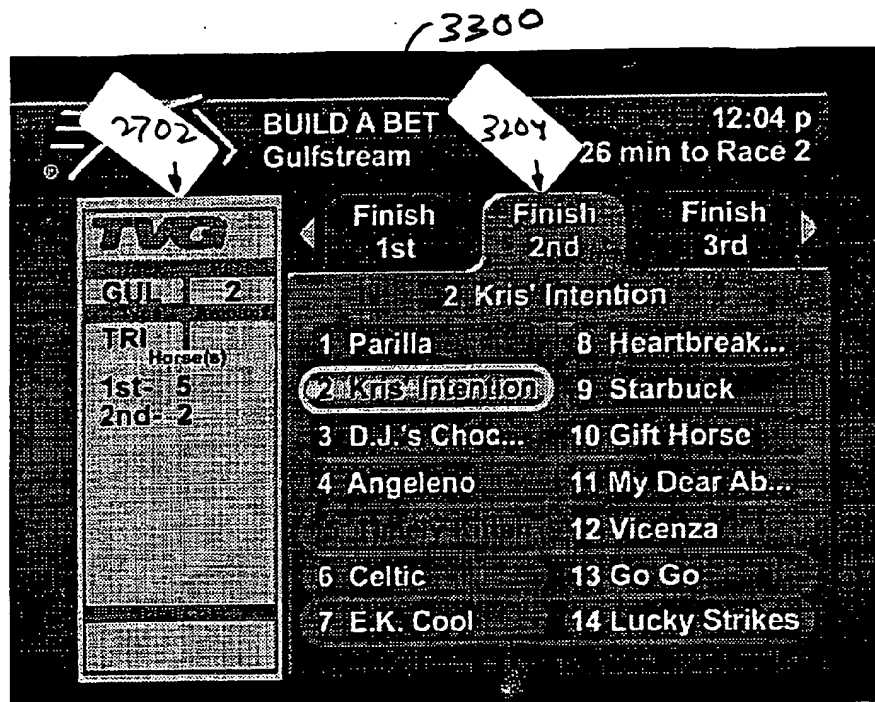 3300
2702
3204
BUILD A BET
Gulfstream
12:04 p
26 min to Race 2
®
TVG
Finish 1st
Finish 2nd
Finish 3rd
GUL 2
TRI
Horse(s)
1st- 5
2nd- 2
2 Kris' Intention
1 Parilla
2 Kris' Intention
3 D.J.'s Choc...
4 Angeleno
6 Celtic
7 E.K. Cool
8 Heartbreak...
9 Starbuck
10 Gift Horse
11 My Dear Ab...
12 Vicenza
13 Go Go
14 Lucky Strikes